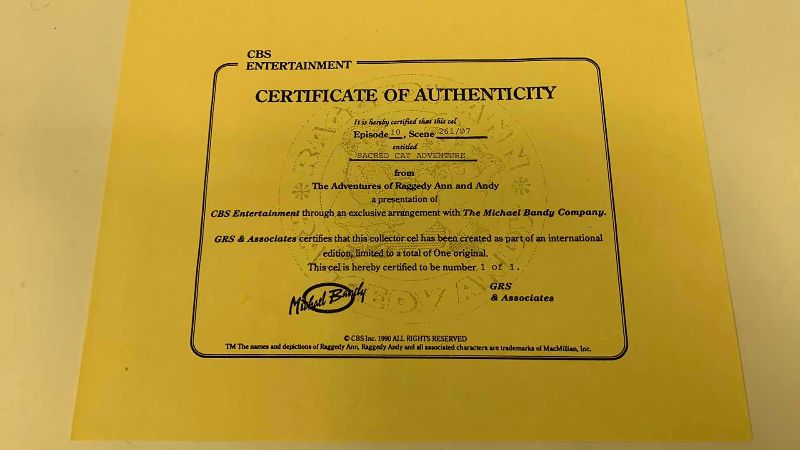 CBS
ENTERTAINMENT
CERTIFICATE OF AUTHENTICITY
It is hereby certified that this cel
Episode 10, Scene 261/D7
entitled
SACRED CAT ADVENTURE
from
The Adventures of Raggedy Ann and Andy
a presentation of
CBS Entertainment through an exclusive arrangement with The Michael Bandy Company.
GRS & Associates certifies that this collector cel has been created as part of an international
edition, limited to a total of One original.
This cel is hereby certified to be number 1 of 1.
Michael Bandy
GRS
& Associates
© CBS Inc. 1990 ALL RIGHTS RESERVED
TM The names and depictions of Raggedy Ann, Raggedy Andy and all associated characters are trademarks of MacMillian, Inc.